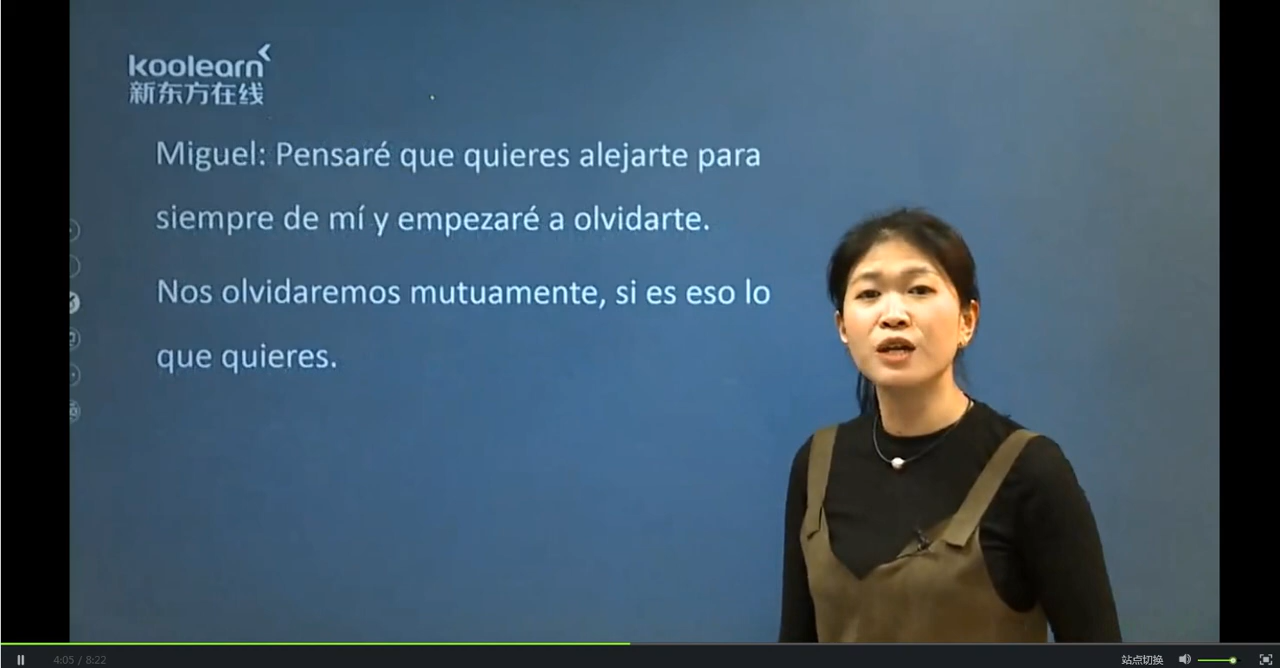 koolearn
新东方在线
Miguel: Pensaré que quieres alejarte para
siempre de mí y empezaré a olvidarte.
Nos olvidaremos mutuamente, si es eso lo
que quieres.
4:05 / 8:22
站点切换